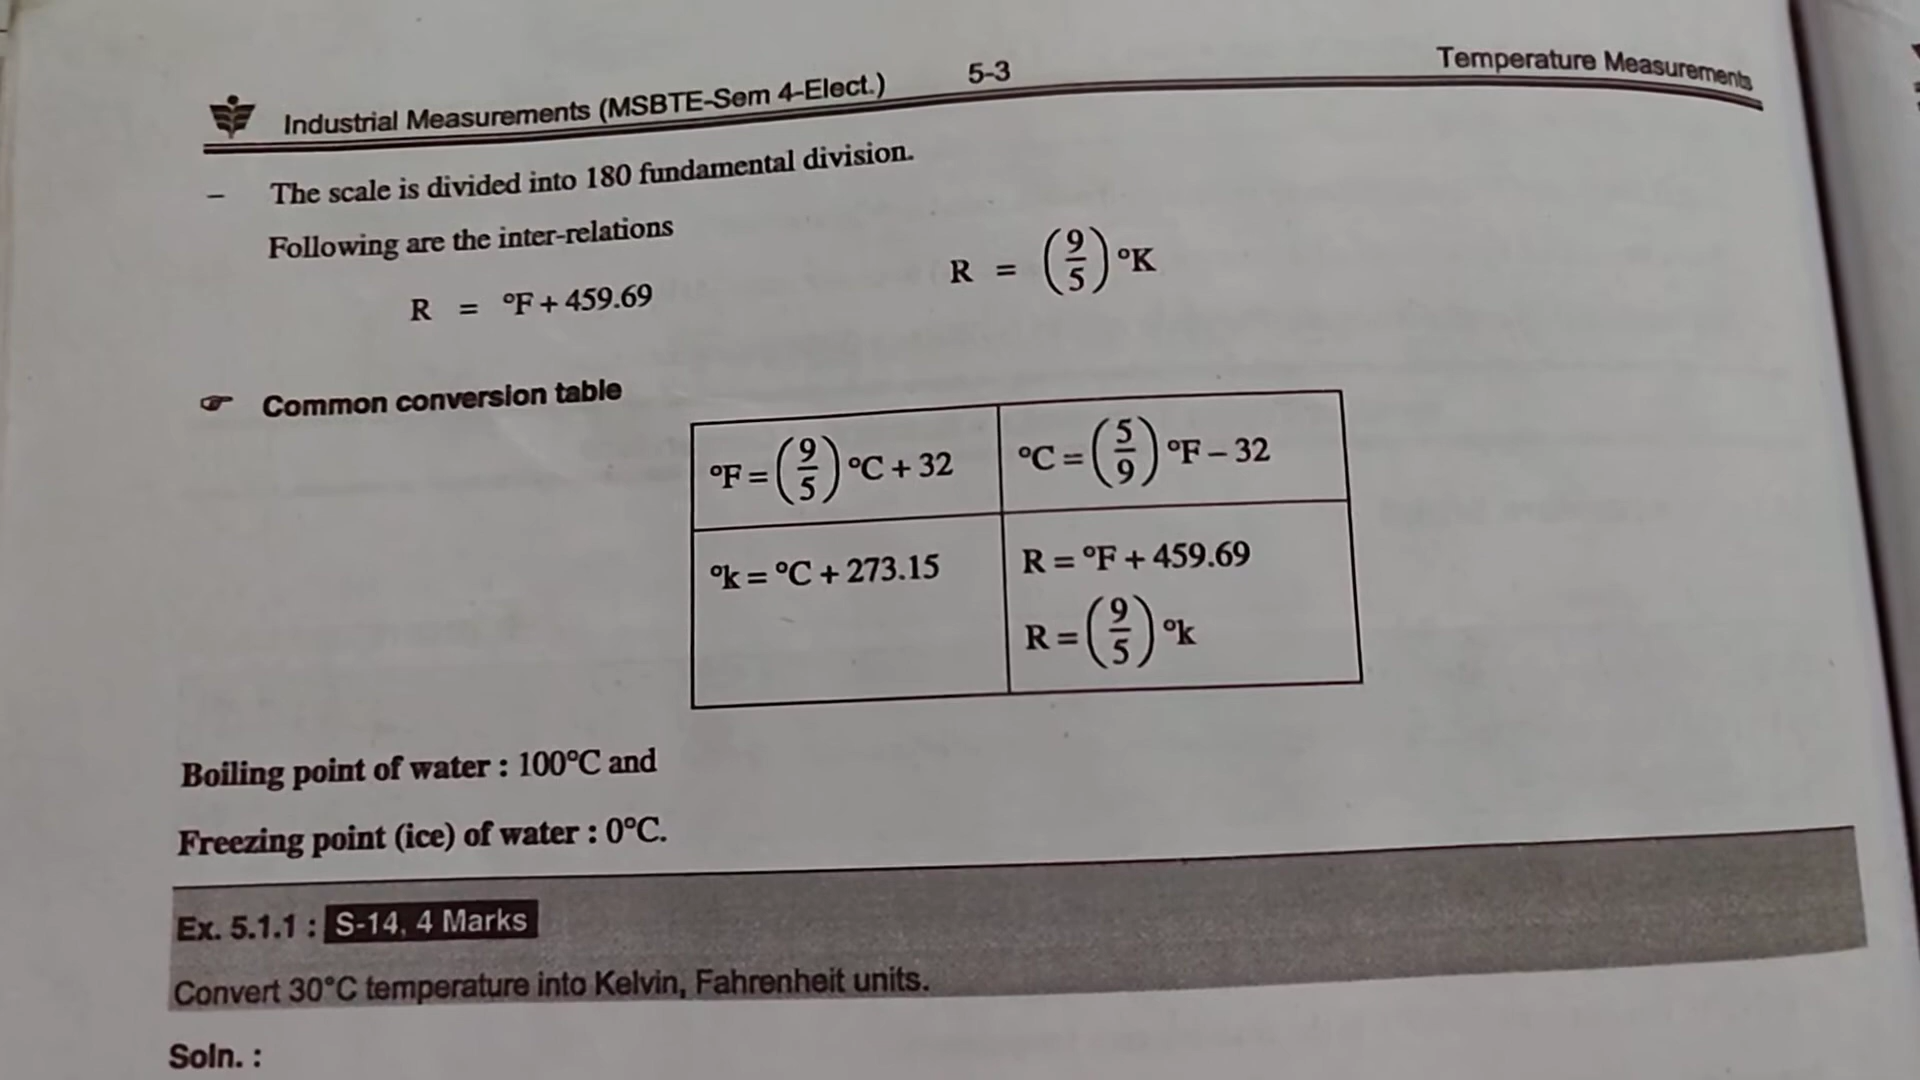 Industrial Measurements (MSBTE-Sem 4-Elect.) 5-3 Temperature Measurements
– The scale is divided into 180 fundamental division.
Following are the inter-relations
R = °F + 459.69 R = (9/5) °K
Common conversion table
°F = (9/5) °C + 32 °C = (5/9) °F – 32
°k = °C + 273.15 R = °F + 459.69
R = (9/5) °k
Boiling point of water : 100°C and
Freezing point (ice) of water : 0°C.
Ex. 5.1.1 : S-14, 4 Marks
Convert 30°C temperature into Kelvin, Fahrenheit units.
Soln. :